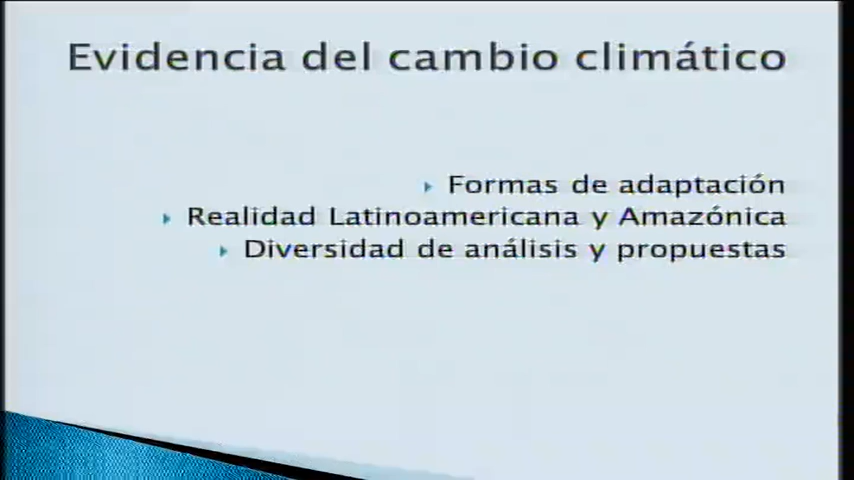 Evidencia del cambio climático
Formas de adaptación
Realidad Latinoamericana y Amazónica
Diversidad de análisis y propuestas